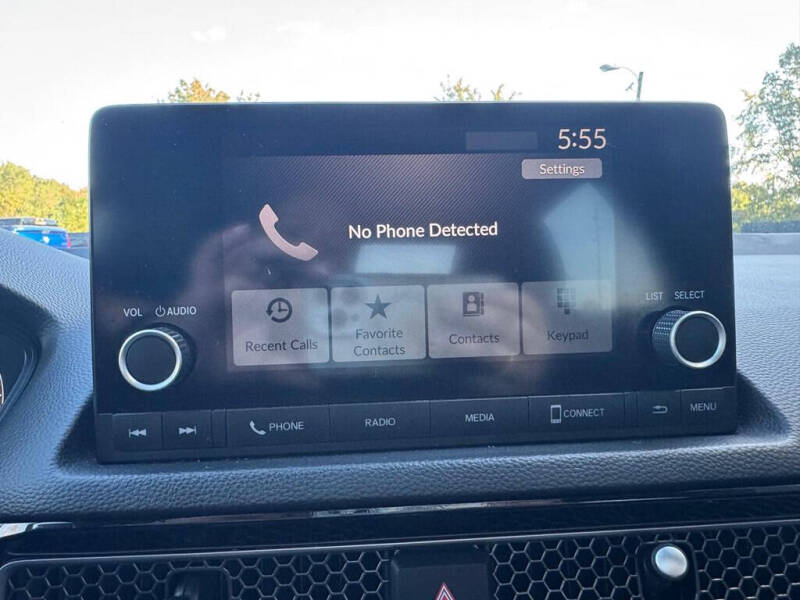 5:55
Settings
No Phone Detected
VOL AUDIO
LIST SELECT
Recent Calls
Favorite
Contacts
Contacts
Keypad
PHONE
RADIO
MEDIA
CONNECT
MENU